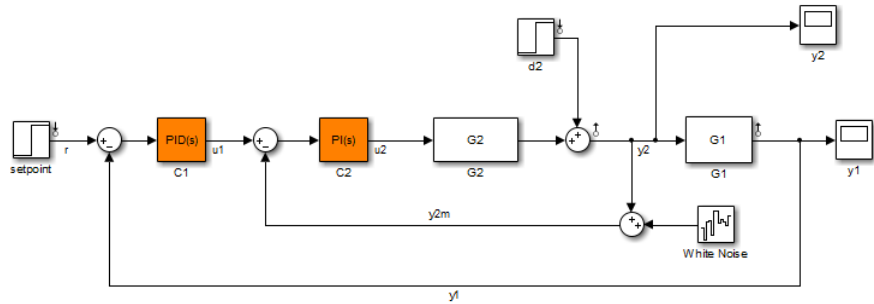 d2
y2
setpoint
r
PID(s)
C1
u1
PI(s)
C2
u2
G2
G2
y2
G1
G1
y1
y2m
White Noise
y1